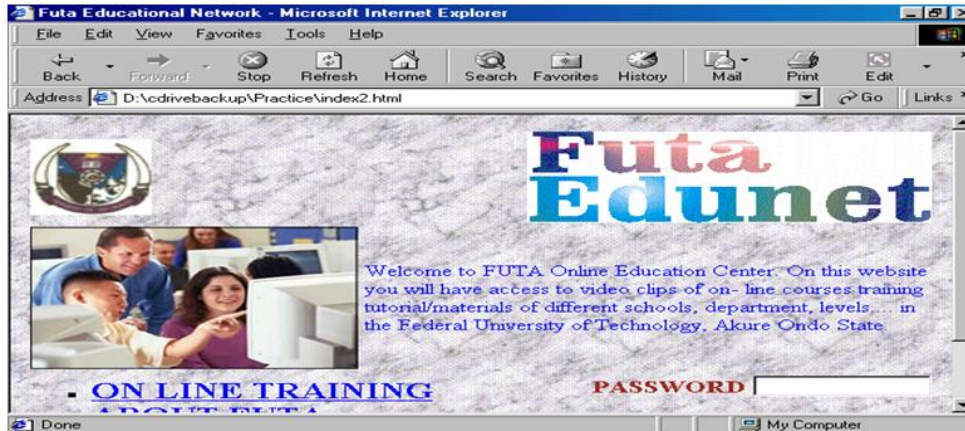 Futa Educational Network - Microsoft Internet Explorer
File Edit View Favorites Tools Help
Back Forward Stop Refresh Home Search Favorites History Mail Print Edit
Address D:\cdrivebackup\Practice\index2.html Go Links
Futa
Edunet
Welcome to FUTA Online Education Center. On this website
you will have access to video clips of on- line courses training
tutorial/materials of different schools, department, levels,... in
the Federal University of Technology, Akure Ondo State
ON LINE TRAINING
PASSWORD
ABOUT FUTA
Done My Computer